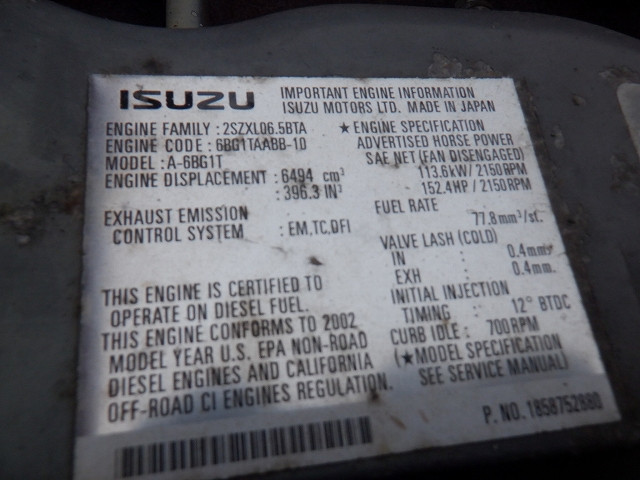 ISUZU
IMPORTANT ENGINE INFORMATION
ISUZU MOTORS LTD. MADE IN JAPAN
ENGINE FAMILY : 2SZXL06.5BTA
ENGINE CODE : 6BG1TAABB-10
MODEL : A-6BG1T
ENGINE DISPLACEMENT : 6494 cm³
: 396.3 IN³
EXHAUST EMISSION
CONTROL SYSTEM : EM,TC,DFI
THIS ENGINE IS CERTIFIED TO
OPERATE ON DIESEL FUEL.
THIS ENGINE CONFORMS TO 2002
MODEL YEAR U.S. EPA NON-ROAD
DIESEL ENGINES AND CALIFORNIA
OFF-ROAD CI ENGINES REGULATION.
★ ENGINE SPECIFICATION
ADVERTISED HORSE POWER
SAE NET (FAN DISENGAGED)
113.6kW / 2150RPM
152.4HP / 2150RPM
FUEL RATE
77.8mm³/st.
VALVE LASH (COLD)
IN : 0.4mm.
EXH : 0.4mm.
INITIAL INJECTION
TIMING : 12° BTDC
CURB IDLE : 700RPM
(★MODEL SPECIFICATION
SEE SERVICE MANUAL)
P. NO. 1858752880